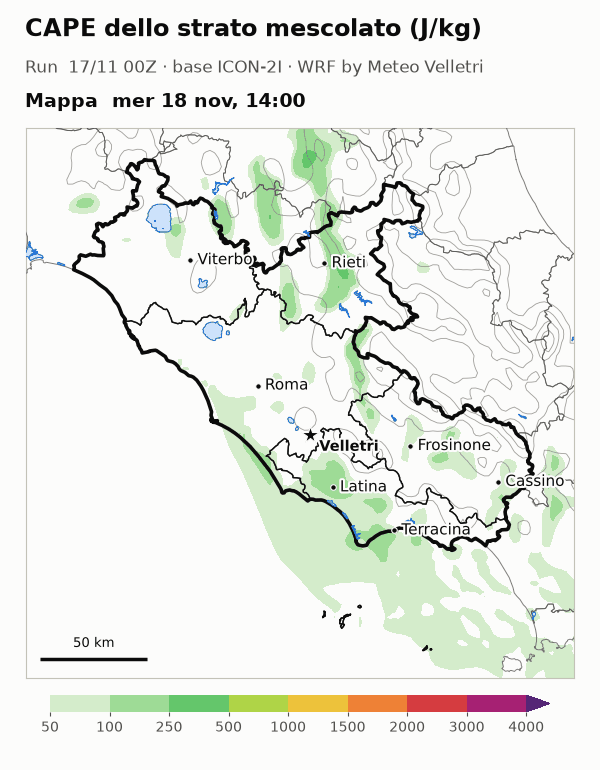 CAPE dello strato mescolato (J/kg)
Run  17/11 00Z · base ICON-2I · WRF by Meteo Velletri
Mappa  mer 18 nov, 14:00
Viterbo
Rieti
Roma
Velletri
Frosinone
Latina
Cassino
Terracina
50 km
50 100 250 500 1000 1500 2000 3000 4000